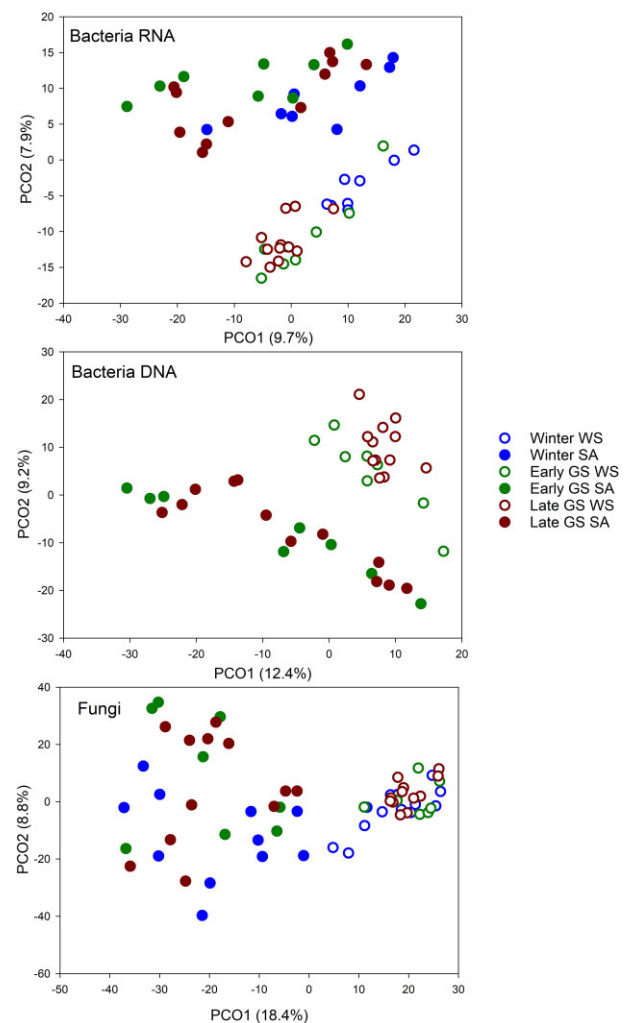 Bacteria RNA
20
15
10
5
0
-5
-10
-15
-20
PCO2 (7.9%)
-40 -30 -20 -10 0 10 20 30
PCO1 (9.7%)
Bacteria DNA
30
20
10
0
-10
-20
-30
PCO2 (9.2%)
-40 -30 -20 -10 0 10 20
PCO1 (12.4%)
Winter WS
Winter SA
Early GS WS
Early GS SA
Late GS WS
Late GS SA
Fungi
40
20
0
-20
-40
-60
PCO2 (8.8%)
-50 -40 -30 -20 -10 0 10 20 30
PCO1 (18.4%)